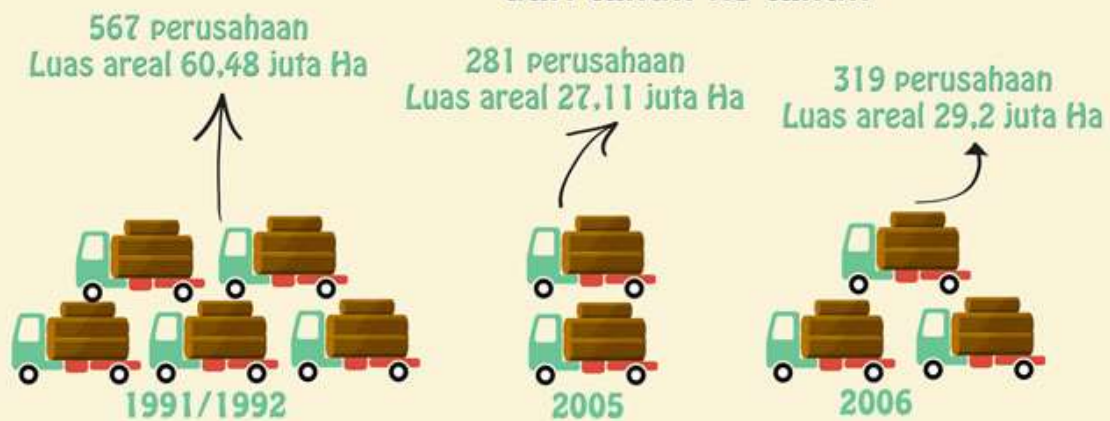 567 perusahaan
Luas areal 60,48 juta Ha
281 perusahaan
Luas areal 27,11 juta Ha
319 perusahaan
Luas areal 29,2 juta Ha
1991/1992
2005
2006